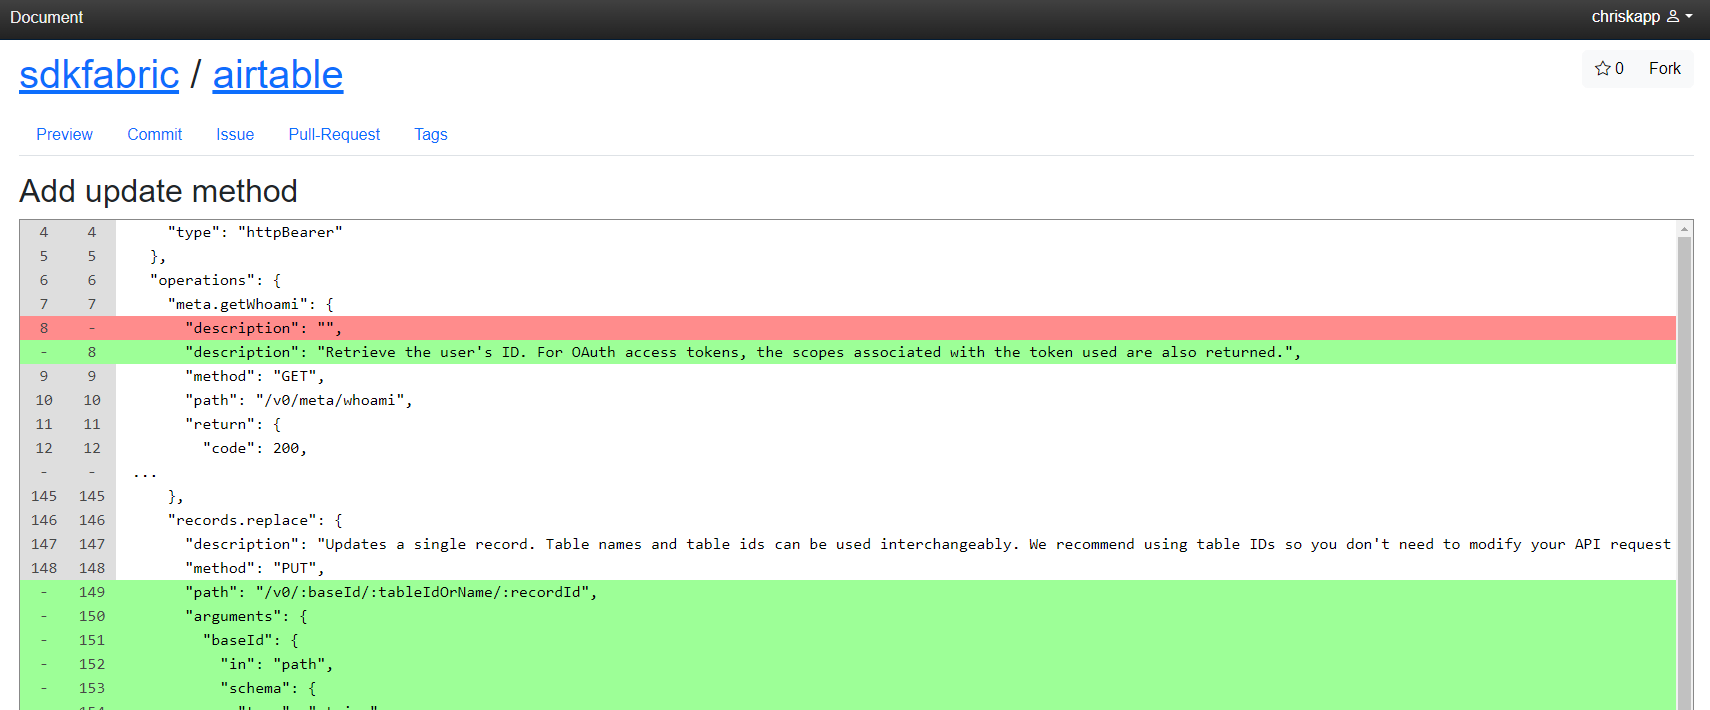 Document
chriskapp
sdkfabric / airtable
0 Fork
Preview Commit Issue Pull-Request Tags
Add update method
4 4 "type": "httpBearer"
5 5 },
6 6 "operations": {
7 7 "meta.getWhoami": {
8 - "description": "",
- 8 "description": "Retrieve the user's ID. For OAuth access tokens, the scopes associated with the token used are also returned.",
9 9 "method": "GET",
10 10 "path": "/v0/meta/whoami",
11 11 "return": {
12 12 "code": 200,
- - ...
145 145 },
146 146 "records.replace": {
147 147 "description": "Updates a single record. Table names and table ids can be used interchangeably. We recommend using table IDs so you don't need to modify your API request
148 148 "method": "PUT",
- 149 "path": "/v0/:baseId/:tableIdOrName/:recordId",
- 150 "arguments": {
- 151 "baseId": {
- 152 "in": "path",
- 153 "schema": {